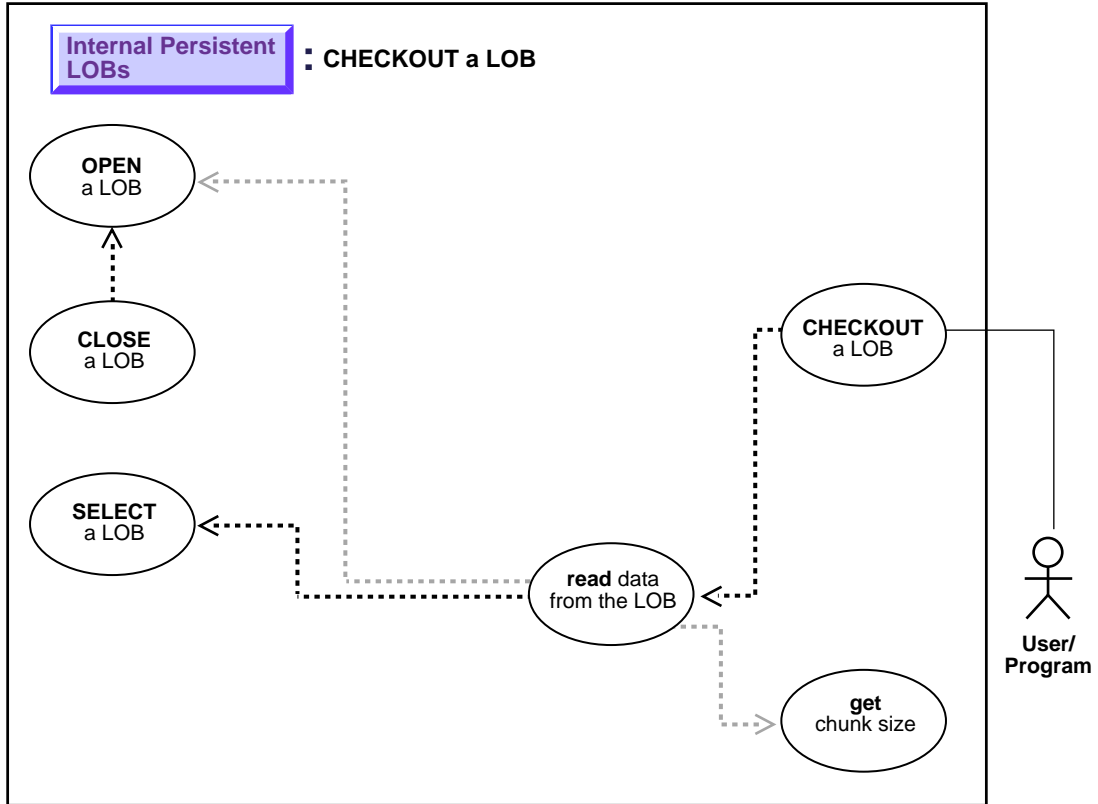 Internal Persistent
LOBs
: CHECKOUT a LOB
OPEN
a LOB
CLOSE
a LOB
CHECKOUT
a LOB
SELECT
a LOB
read data
from the LOB
User/
Program
get
chunk size